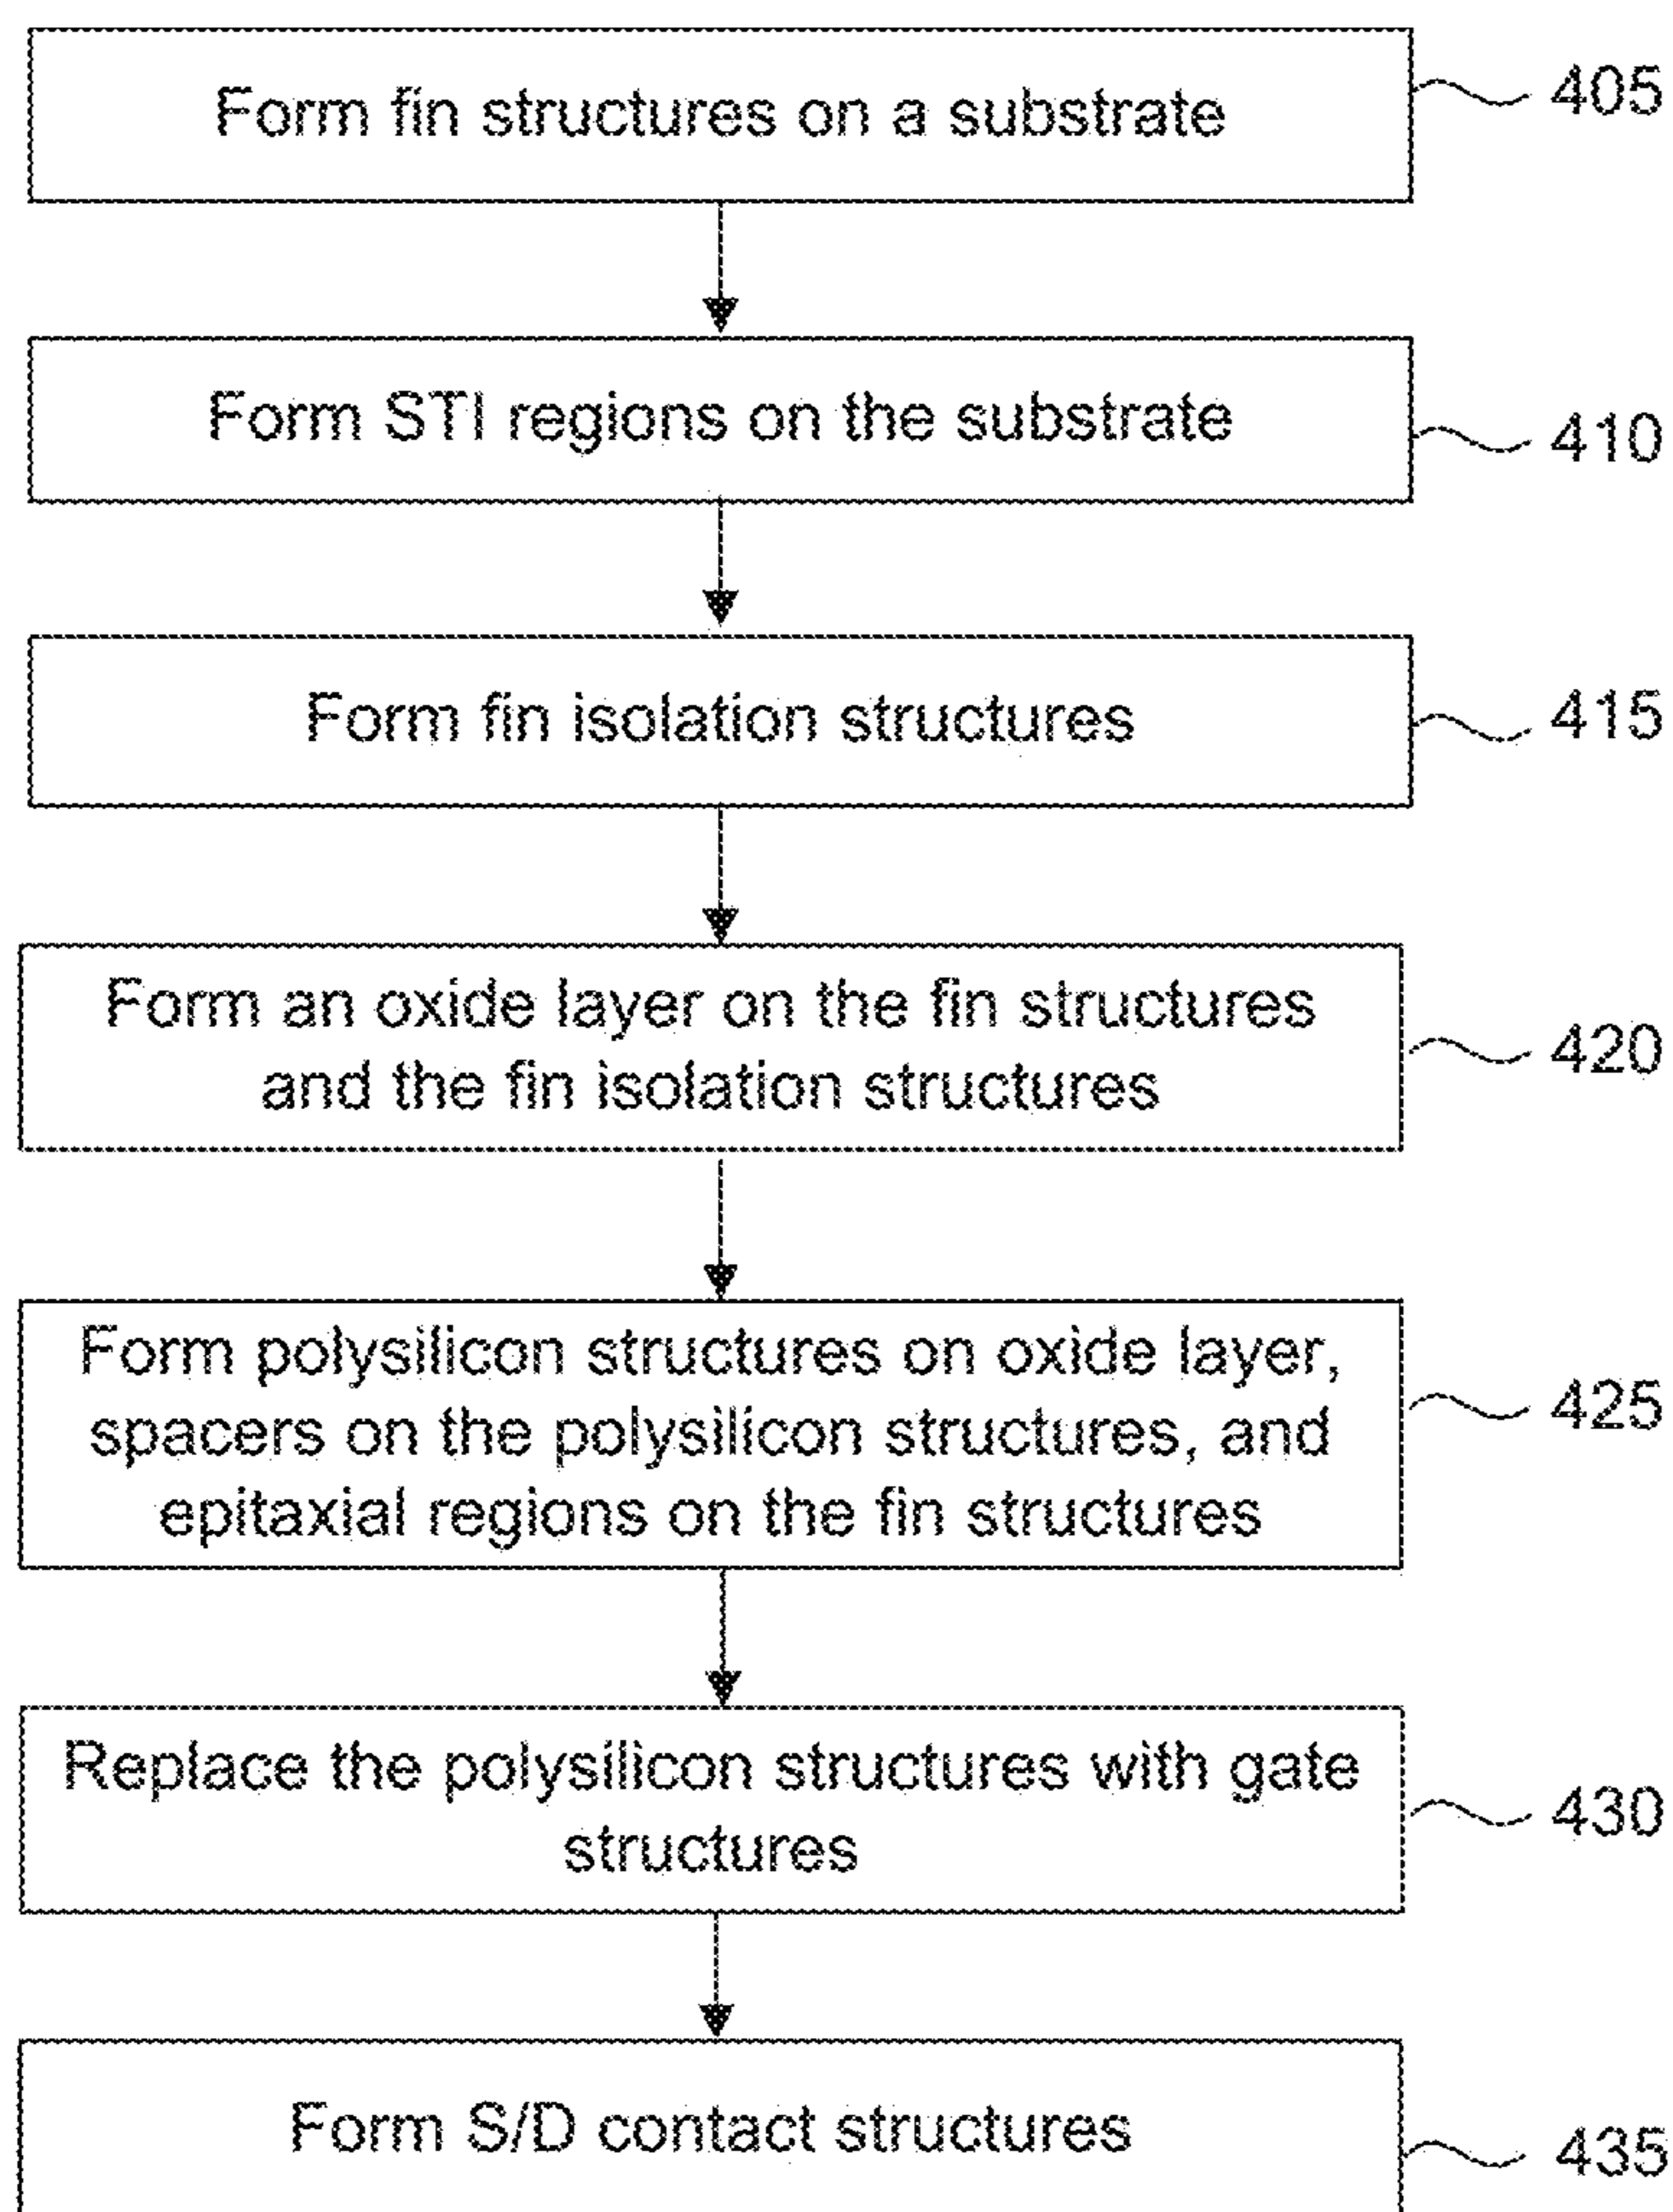 Form fin structures on a substrate
405
Form STI regions on the substrate
410
Form fin isolation structures
415
Form an oxide layer on the fin structures
and the fin isolation structures
420
Form polysilicon structures on oxide layer,
spacers on the polysilicon structures, and
epitaxial regions on the fin structures
425
Replace the polysilicon structures with gate
structures
430
Form S/D contact structures
435